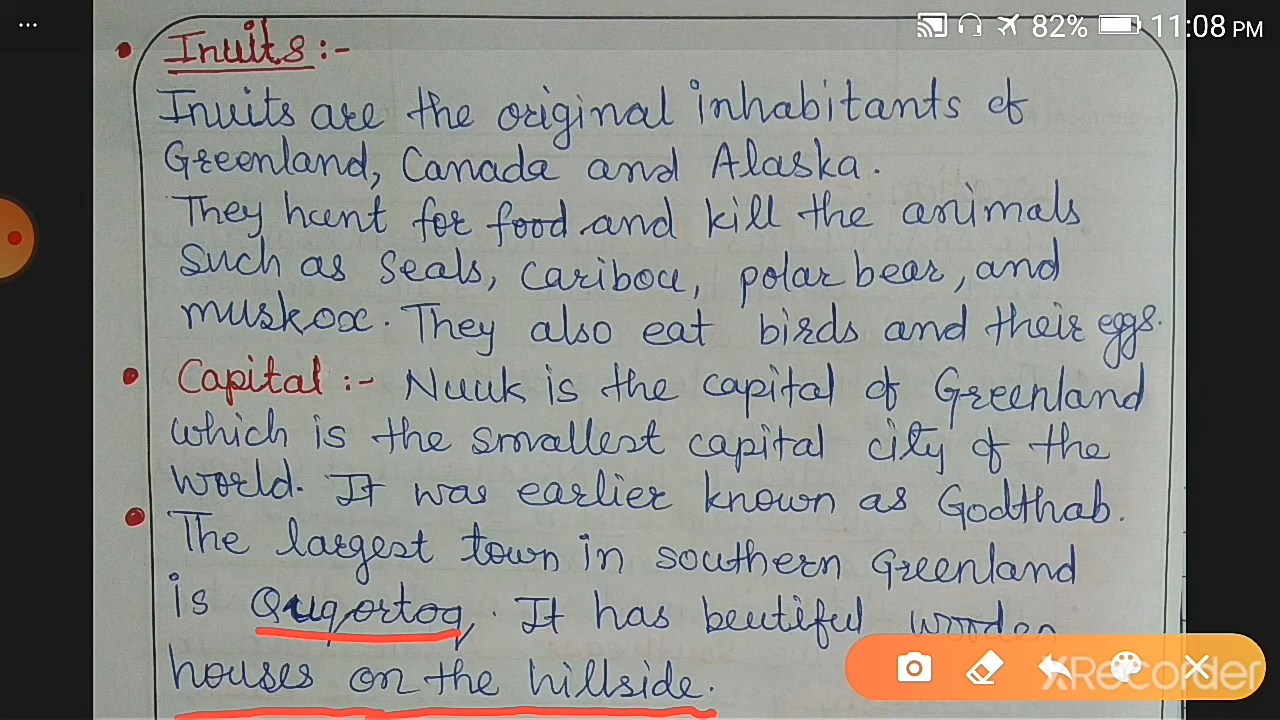 ... 82% 11:08 PM
• Inuits :-
Inuits are the original inhabitants of
Greenland, Canada and Alaska.
They hunt for food and kill the animals
such as seals, caribou, polar bear, and
muskox. They also eat birds and their eggs.
• Capital :- Nuuk is the capital of Greenland
which is the smallest capital city of the
world. It was earlier known as Godthab.
• The largest town in southern Greenland
is Quqortoq. It has beutiful wooden
houses on the hillside.
XRecorder